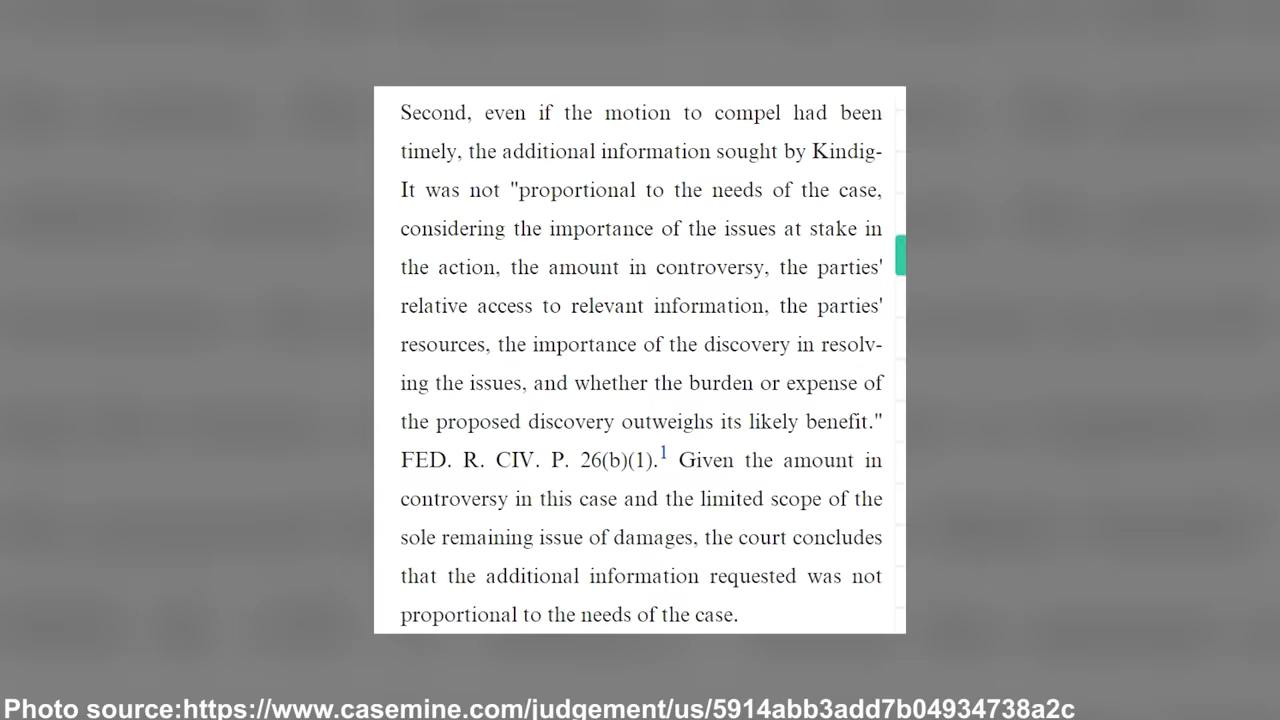 Second, even if the motion to compel had been
timely, the additional information sought by Kindig-
It was not "proportional to the needs of the case,
considering the importance of the issues at stake in
the action, the amount in controversy, the parties'
relative access to relevant information, the parties'
resources, the importance of the discovery in resolv-
ing the issues, and whether the burden or expense of
the proposed discovery outweighs its likely benefit."
FED. R. CIV. P. 26(b)(1).1 Given the amount in
controversy in this case and the limited scope of the
sole remaining issue of damages, the court concludes
that the additional information requested was not
proportional to the needs of the case.
Photo source:https://www.casemine.com/judgement/us/5914abb3add7b04934738a2c